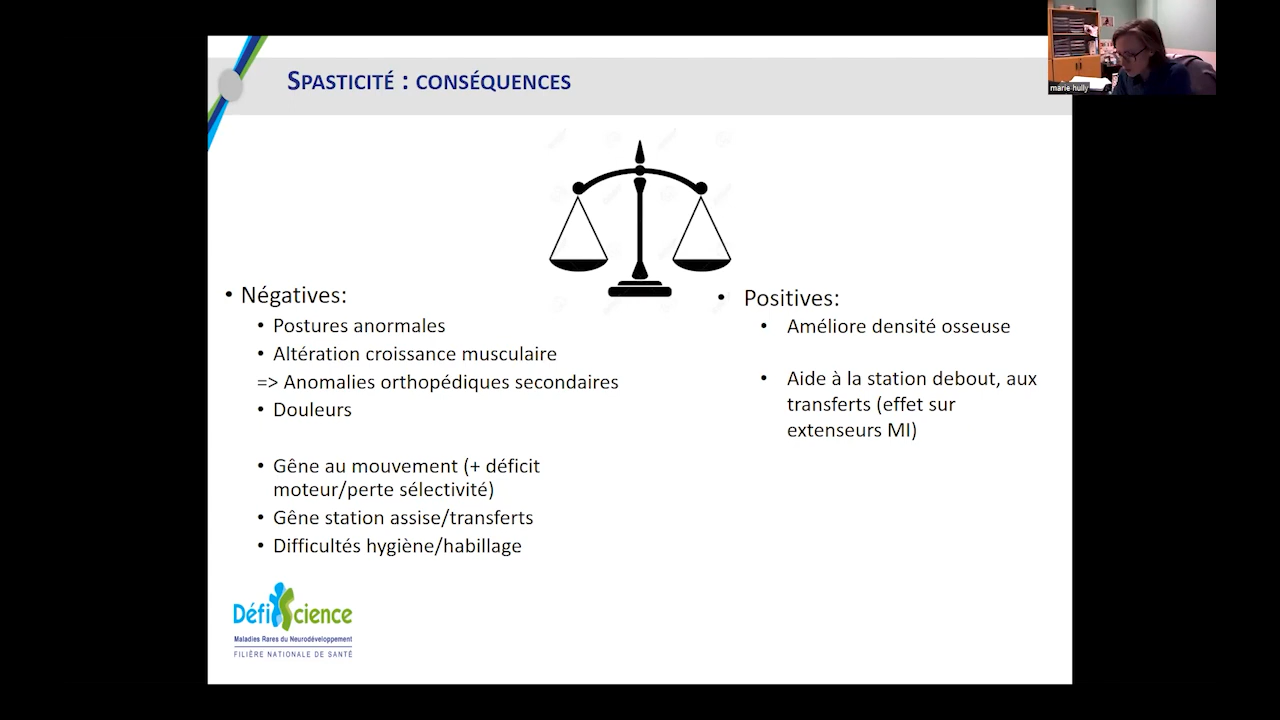 SPASTICITÉ : CONSÉQUENCES
marie hully
• Négatives:
• Postures anormales
• Altération croissance musculaire
=> Anomalies orthopédiques secondaires
• Douleurs
• Gêne au mouvement (+ déficit
moteur/perte sélectivité)
• Gêne station assise/transferts
• Difficultés hygiène/habillage
• Positives:
• Améliore densité osseuse
• Aide à la station debout, aux
transferts (effet sur
extenseurs MI)
DéfiScience
Maladies Rares du Neurodéveloppement
FILIÈRE NATIONALE DE SANTÉ